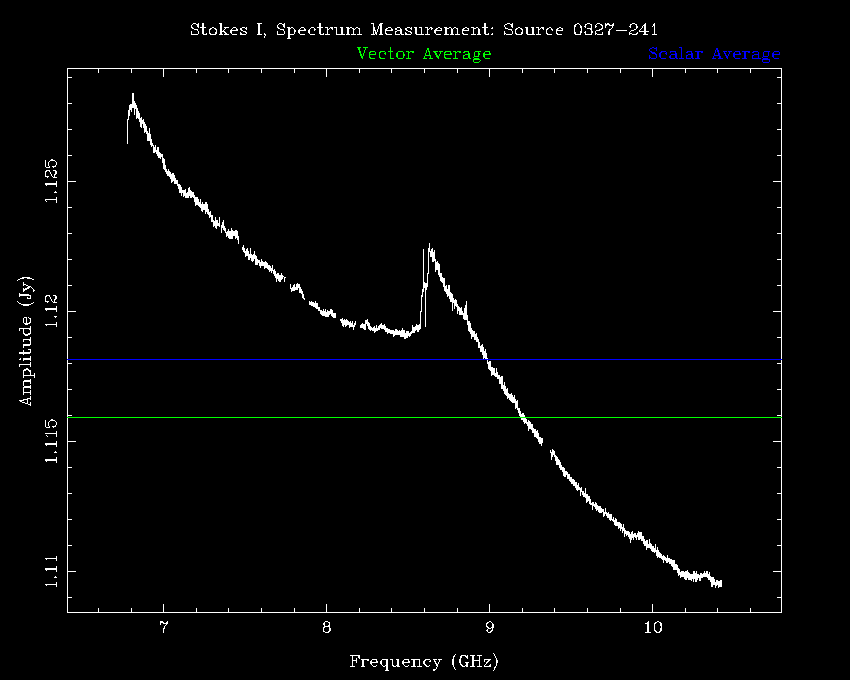 Stokes I, Spectrum Measurement: Source 0327-241
Vector Average Scalar Average
Amplitude (Jy)
1.125
1.12
1.115
1.11
7 8 9 10
Frequency (GHz)